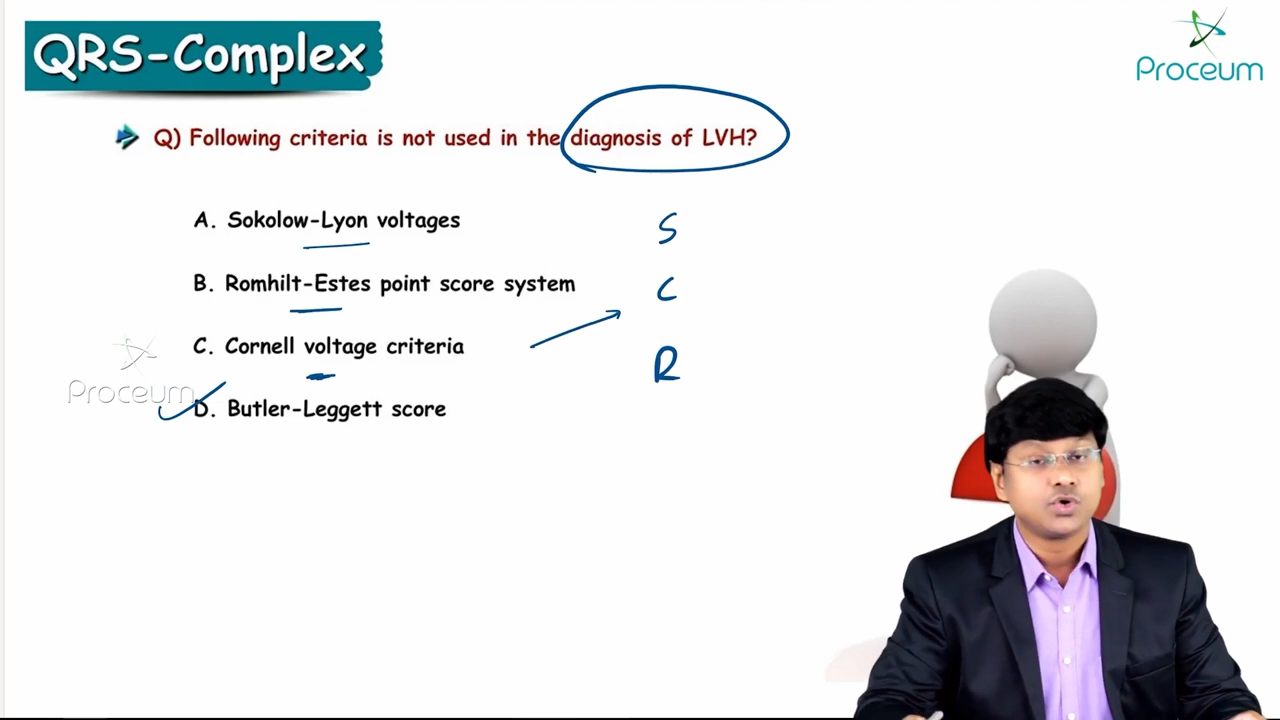 QRS-Complex
Proceum
Q) Following criteria is not used in the diagnosis of LVH?
A. Sokolow-Lyon voltages
S
B. Romhilt-Estes point score system
C
C. Cornell voltage criteria
R
Proceum
D. Butler-Leggett score